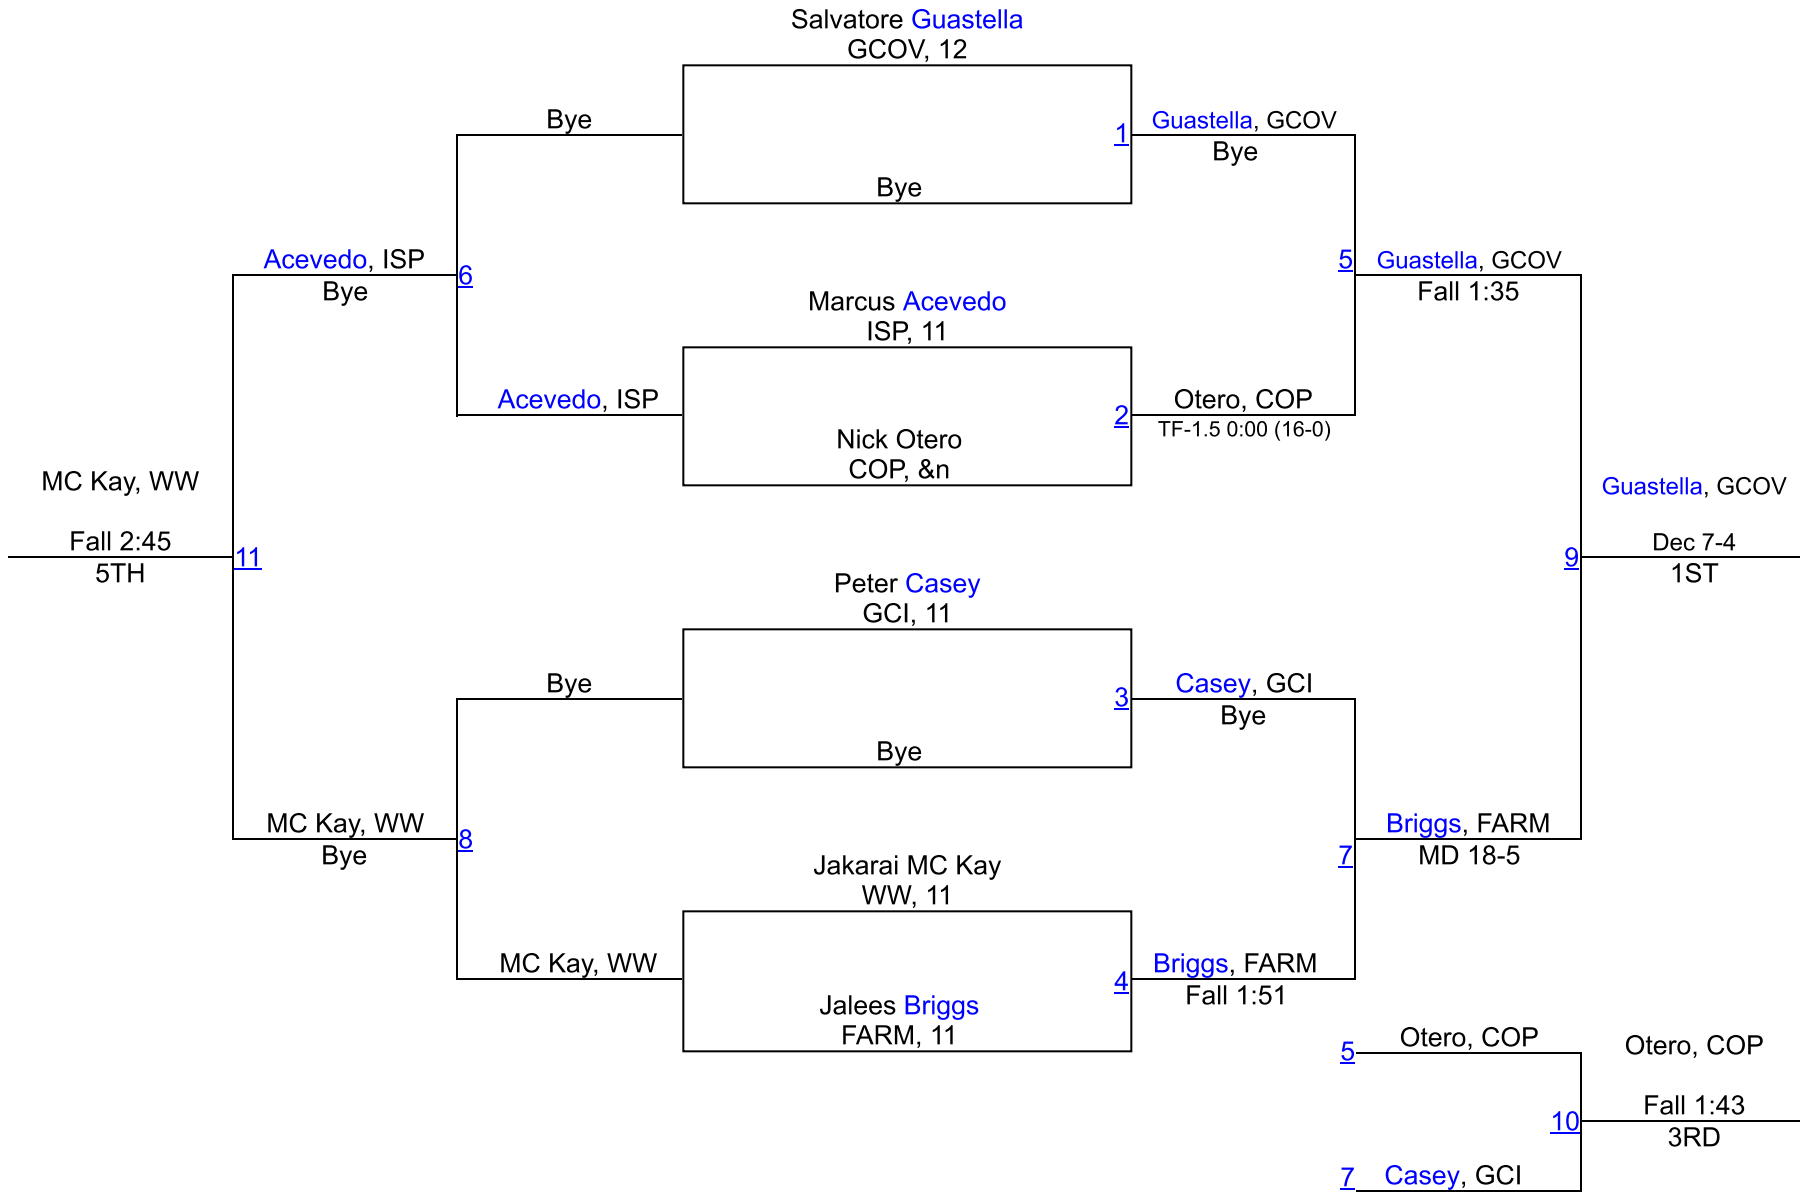 Salvatore Guastella
GCOV, 12
Bye
1
Guastella, GCOV
Bye
Bye
Acevedo, ISP
Bye
6
5
Guastella, GCOV
Fall 1:35
Marcus Acevedo
ISP, 11
Acevedo, ISP
2
Otero, COP
TF-1.5 0:00 (16-0)
Nick Otero
COP, &n
MC Kay, WW
Fall 2:45
5TH
11
Guastella, GCOV
9
Dec 7-4
1ST
Peter Casey
GCI, 11
Bye
3
Casey, GCI
Bye
Bye
MC Kay, WW
Bye
8
7
Briggs, FARM
MD 18-5
Jakarai MC Kay
WW, 11
MC Kay, WW
4
Briggs, FARM
Fall 1:51
Jalees Briggs
FARM, 11
5
Otero, COP
Otero, COP
10
Fall 1:43
3RD
7
Casey, GCI